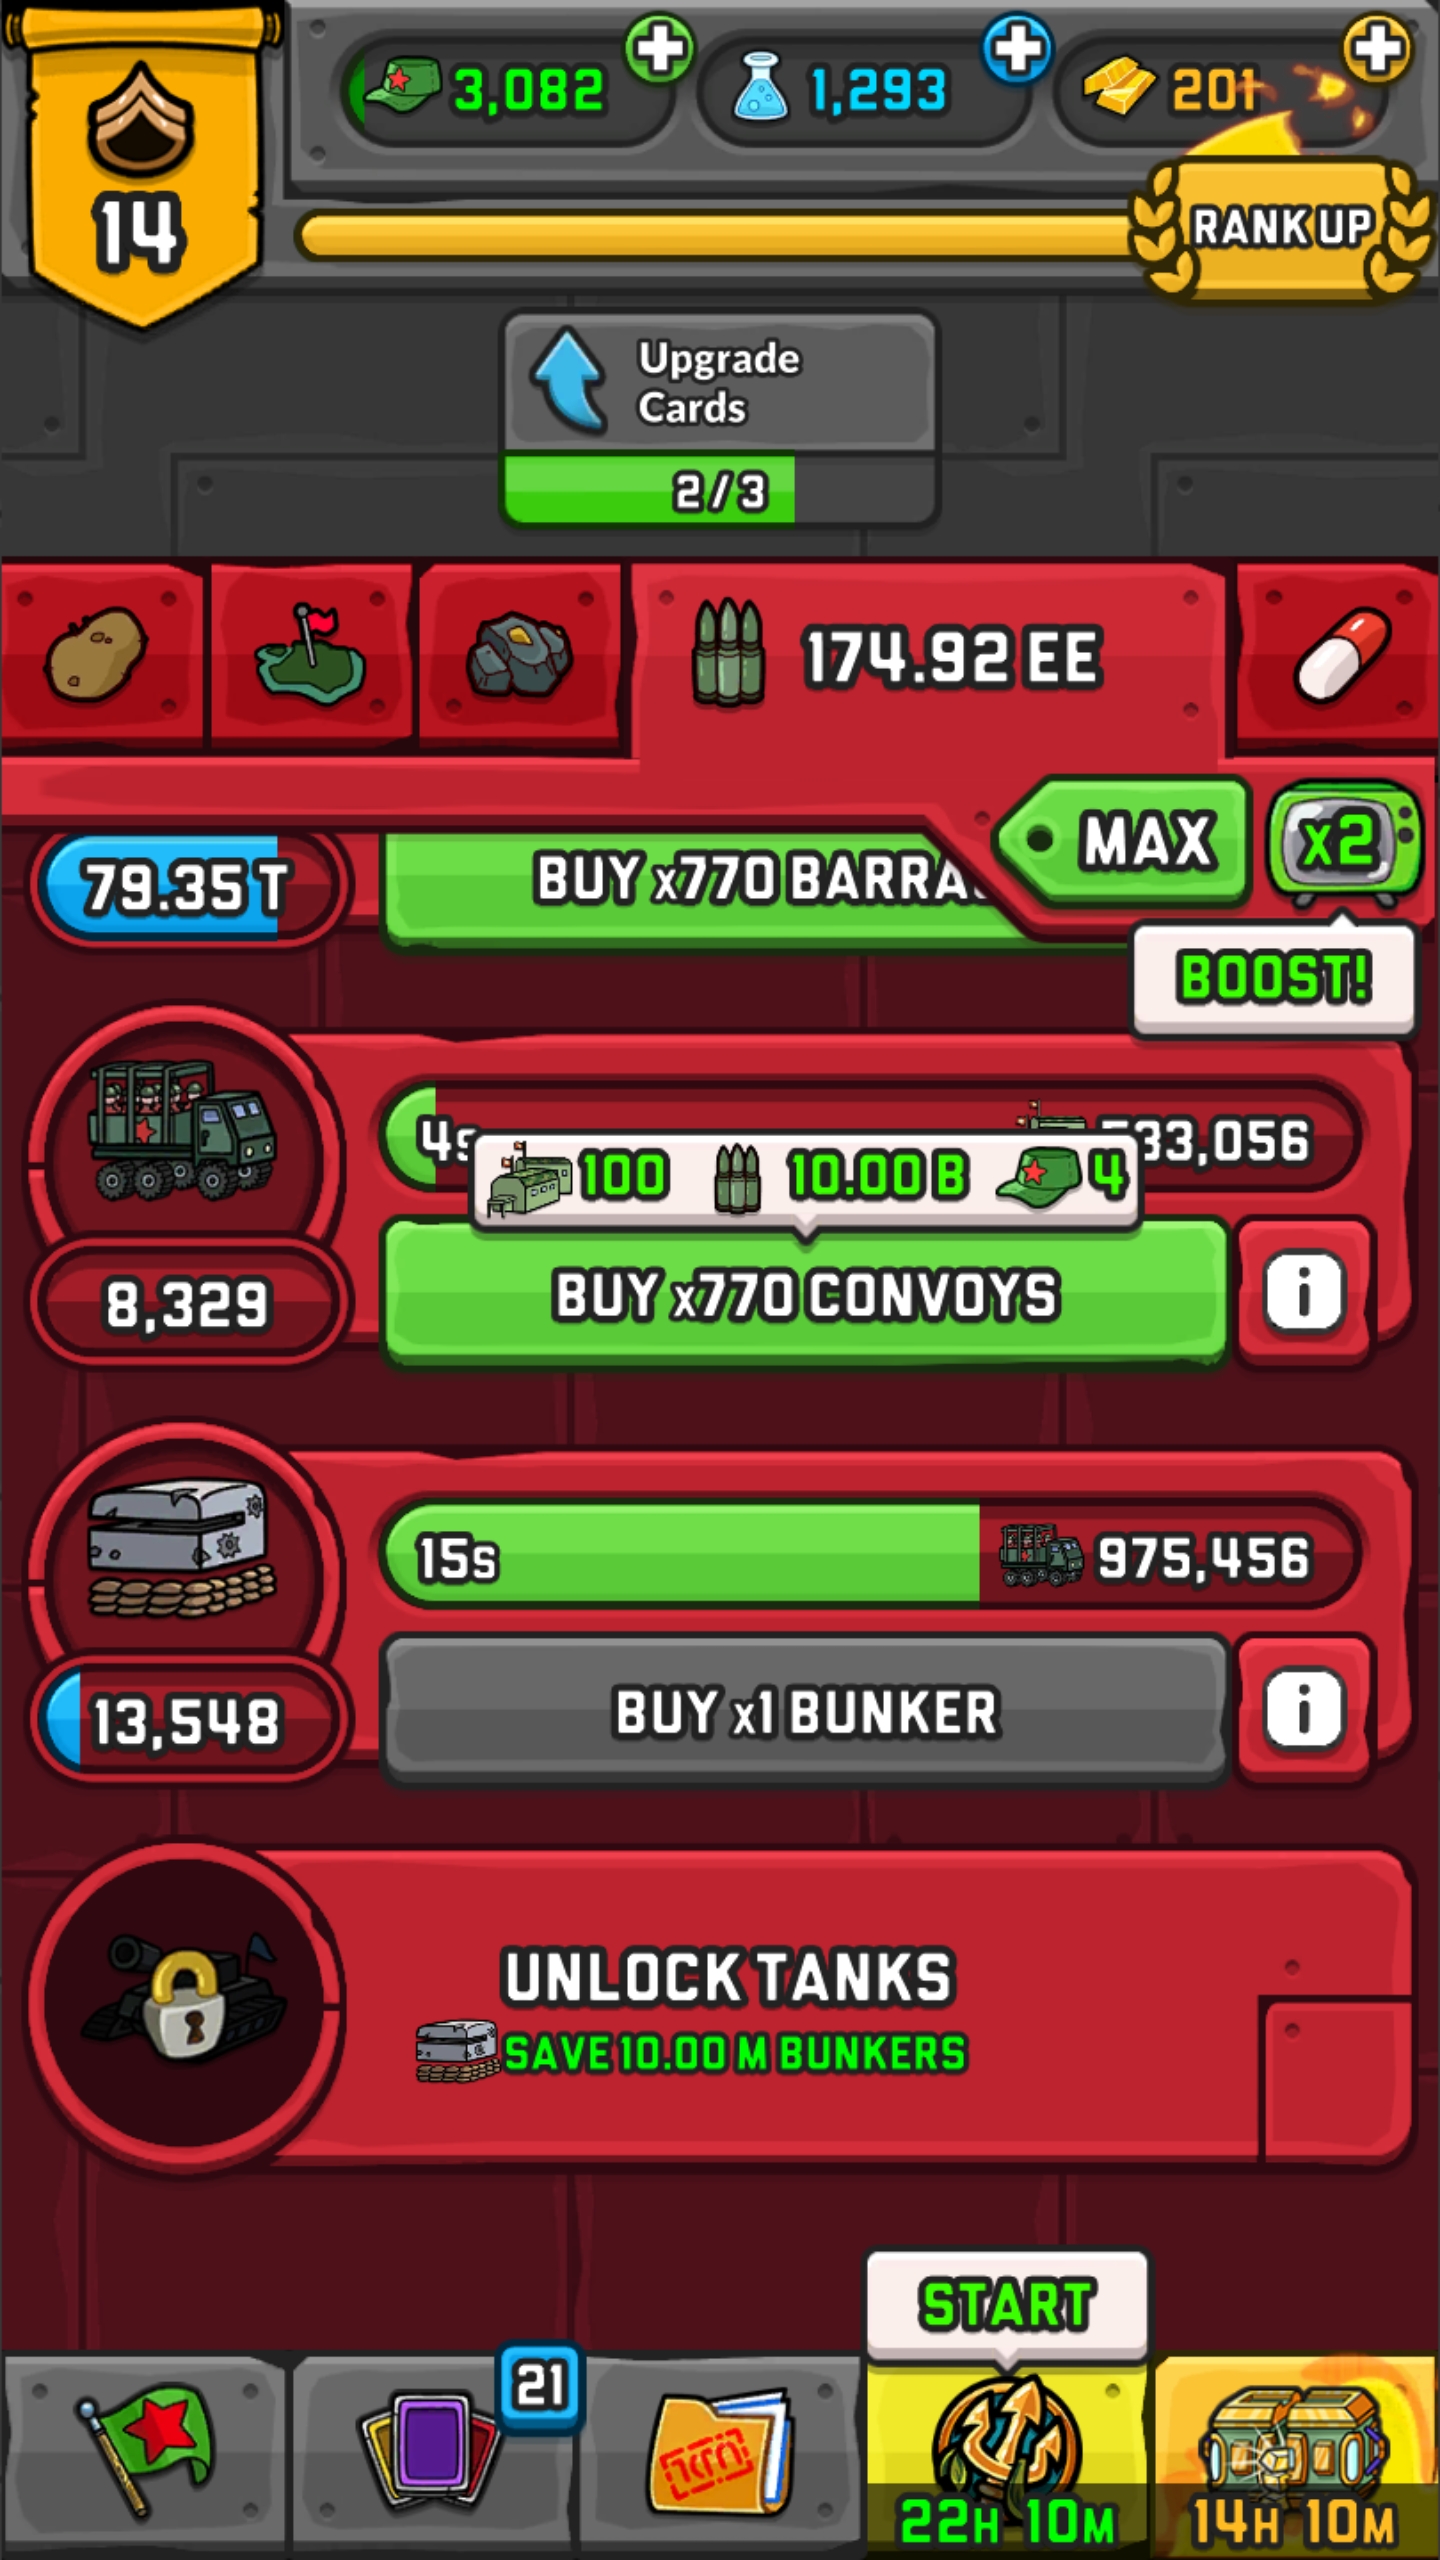 3,082
1,293
201
14
RANK UP
Upgrade
Cards
2/3
174.92 EE
MAX
x2
79.35 T
BUY x770
BOOST!
4s
33,056
100
10.00 B
4
8,329
BUY x770 CONVOYS
i
15s
975,456
13,548
BUY x1 BUNKER
i
UNLOCK TANKS
SAVE 10.00 M BUNKERS
START
21
22H 10M
14H 10M